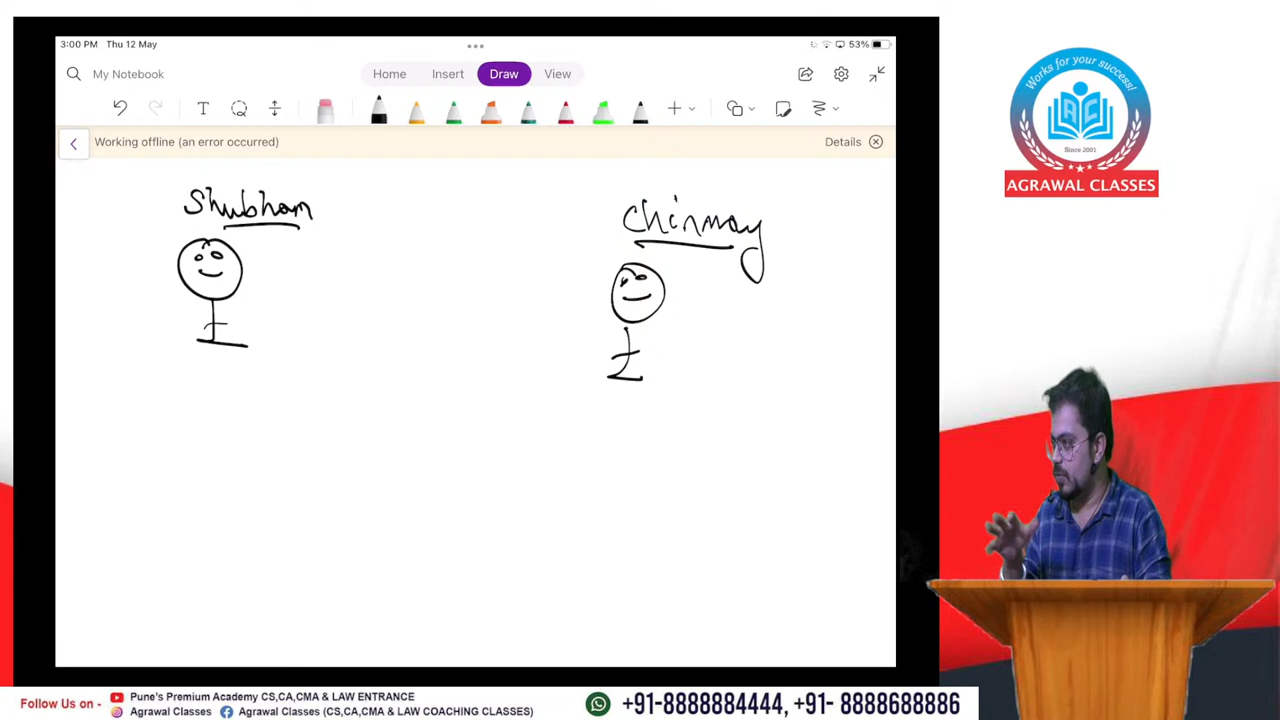 3:00 PM Thu 12 May
53%
My Notebook
Home Insert Draw View
Working offline (an error occurred)
Details
Shubham
Chinmay
Works for your success!
AC
Since 2001
AGRAWAL CLASSES
Follow Us on -
Pune's Premium Academy CS,CA,CMA & LAW ENTRANCE
Agrawal Classes Agrawal Classes (CS,CA,CMA & LAW COACHING CLASSES)
+91-8888884444, +91- 8888688886